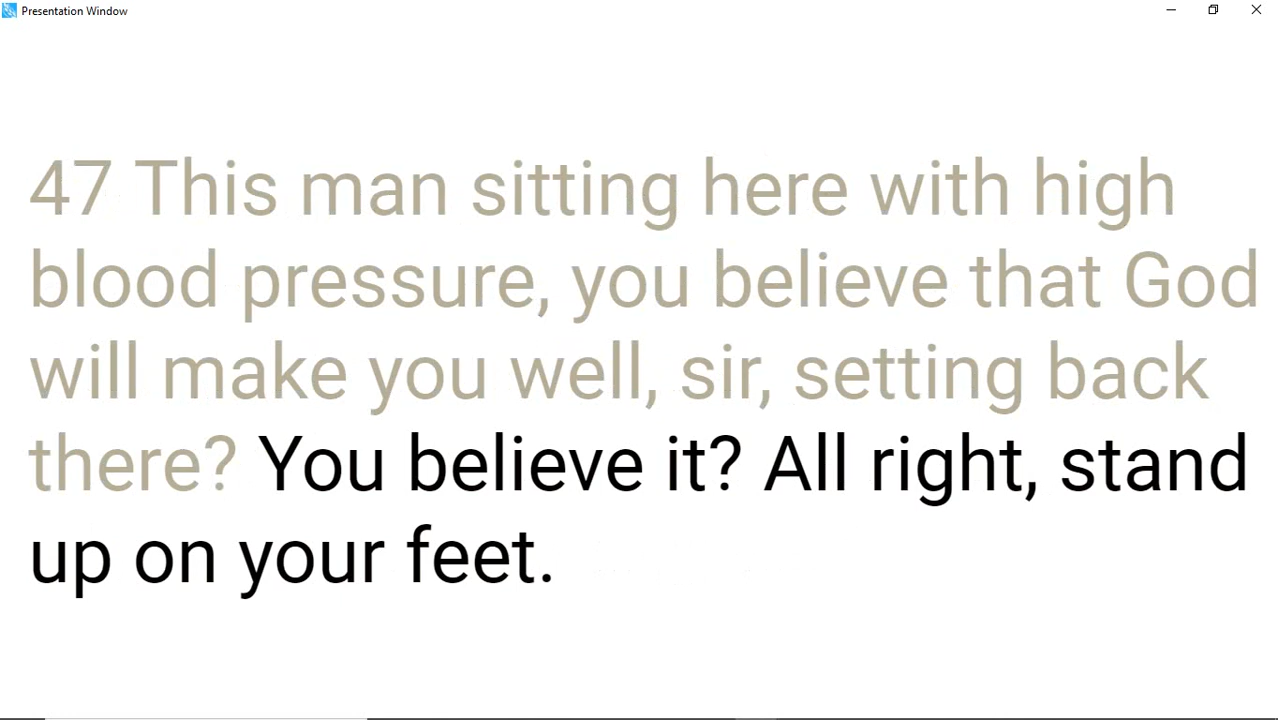 Presentation Window
47 This man sitting here with high
blood pressure, you believe that God
will make you well, sir, setting back
there? You believe it? All right, stand
up on your feet.